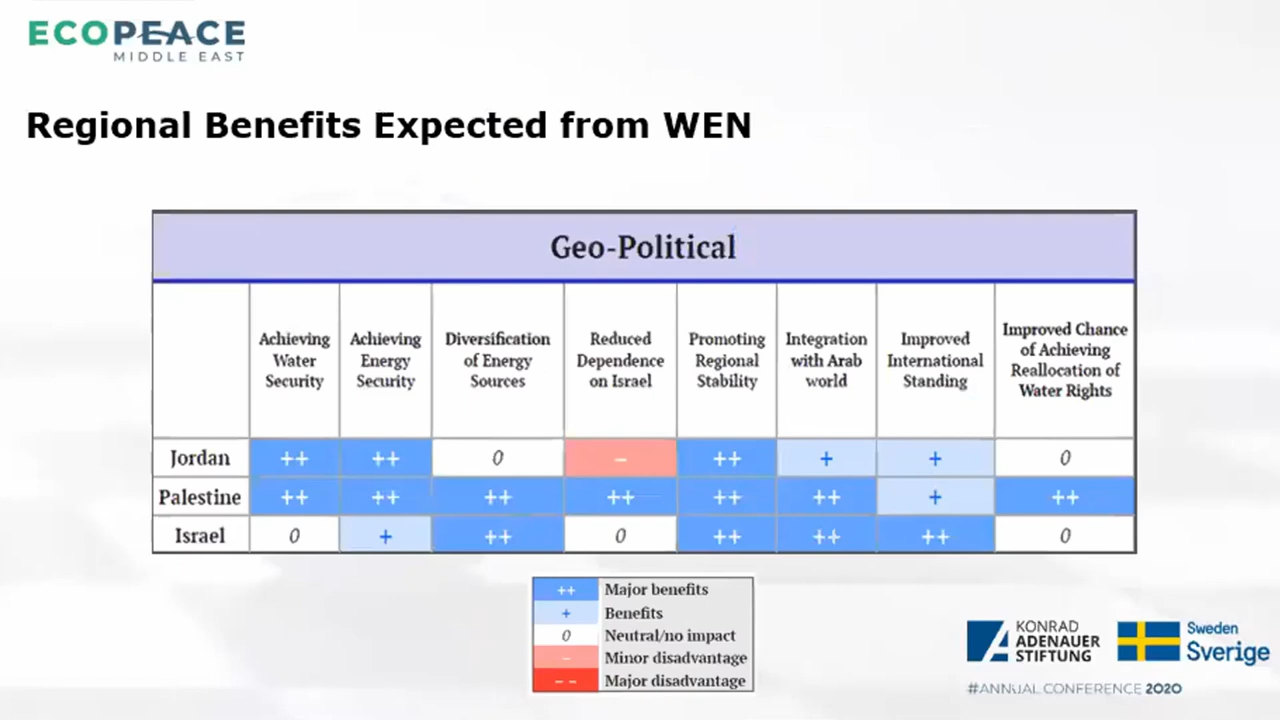 ECOPEACE
MIDDLE EAST
Regional Benefits Expected from WEN
Geo-Political
Achieving Water Security
Achieving Energy Security
Diversification of Energy Sources
Reduced Dependence on Israel
Promoting Regional Stability
Integration with Arab world
Improved International Standing
Improved Chance of Achieving Reallocation of Water Rights
Jordan ++ ++ 0 – ++ + + 0
Palestine ++ ++ ++ ++ ++ ++ + ++
Israel 0 + ++ 0 ++ ++ ++ 0
++ Major benefits
+ Benefits
0 Neutral/no impact
– Minor disadvantage
– – Major disadvantage
KONRAD
ADENAUER
STIFTUNG
Sweden
Sverige
#ANNUAL CONFERENCE 2020